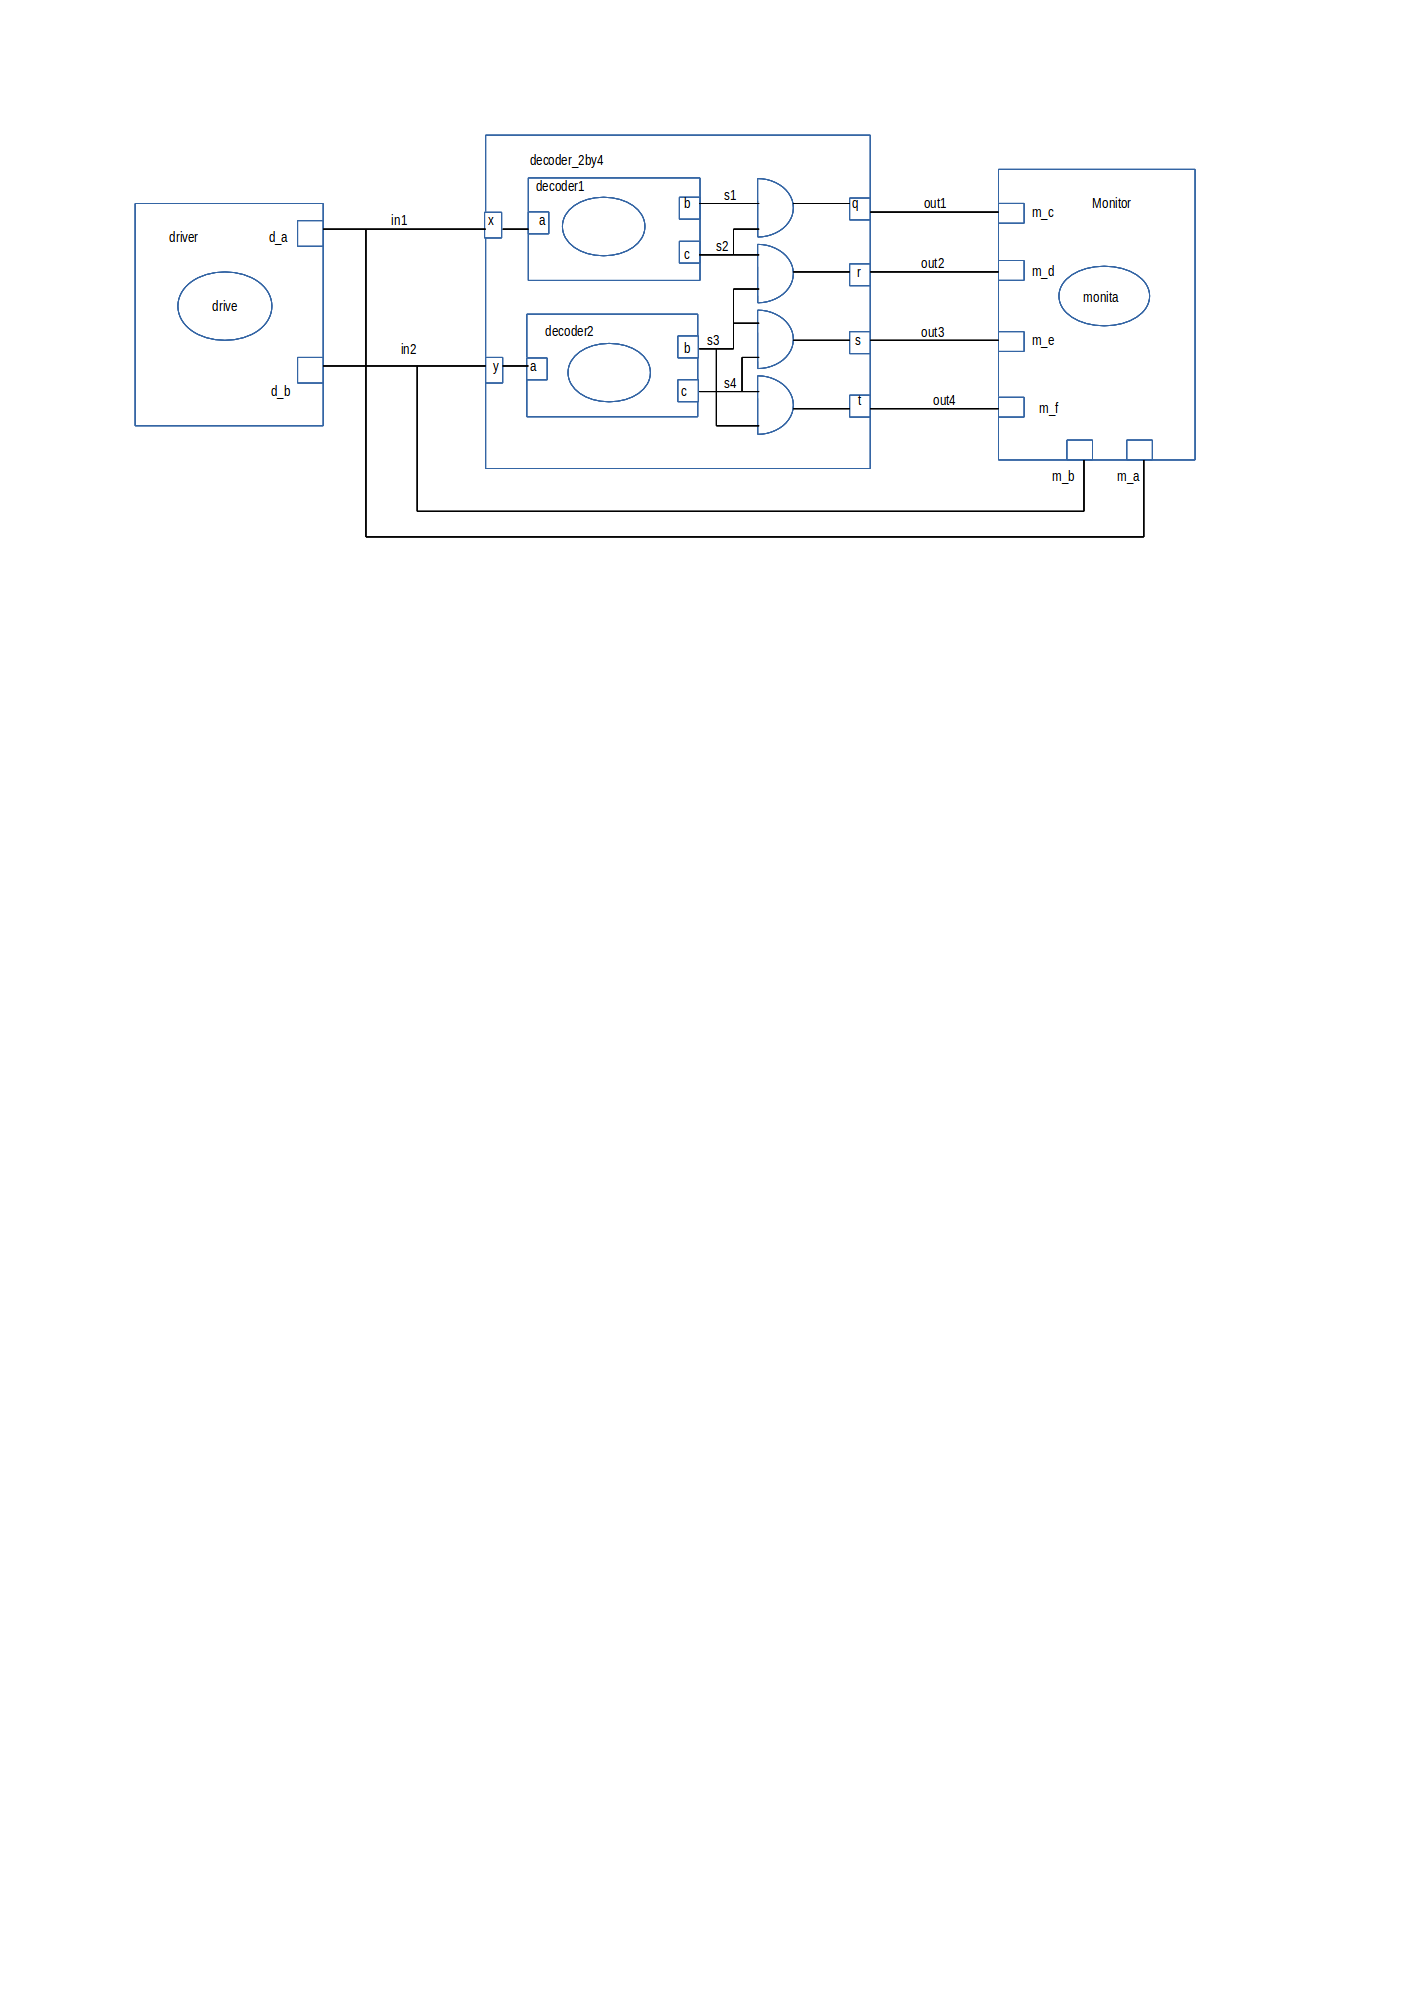 decoder_2by4
decoder1
driver
d_a
drive
d_b
in1
in2
x
a
b
c
s1
s2
decoder2
y
a
b
c
s3
s4
q
r
s
t
out1
out2
out3
out4
Monitor
m_c
m_d
monita
m_e
m_f
m_b
m_a